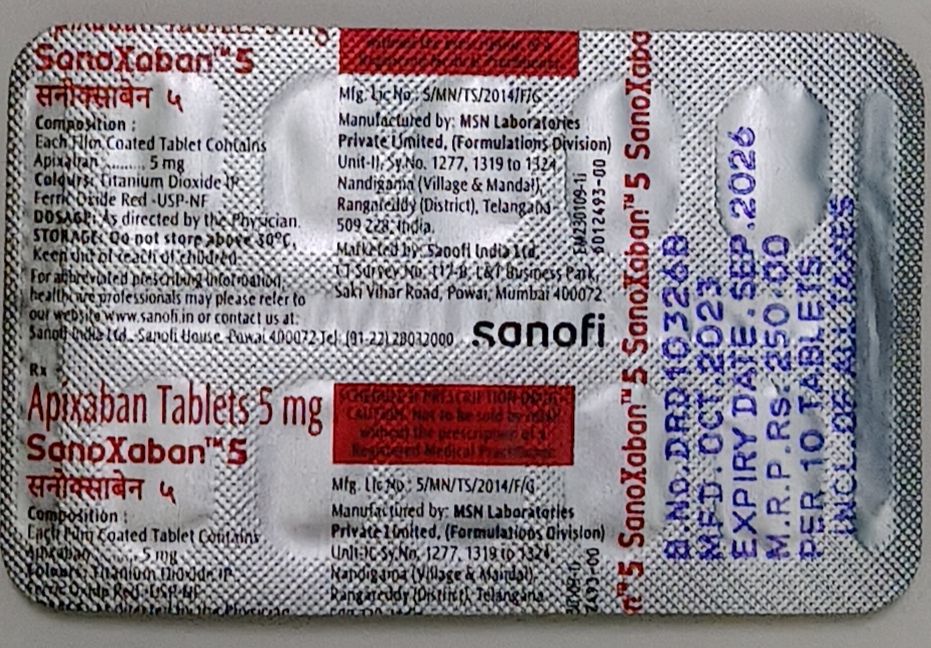 SanoXaban™ 5
सनोक्साबेन ५
Composition :
Each Film Coated Tablet Contains
Apixaban ......... 5 mg
Colours: Titanium Dioxide IP
Ferric Oxide Red -USP-NF
DOSAGE: As directed by the Physician.
STORAGE: Do not store above 30°C.
Keep out of reach of children.
For abbreviated prescribing information,
healthcare professionals may please refer to
our website www.sanofi.in or contact us at:
Sanofi India Ltd.,-Sanofi House -Powai 400072-Tel: (91-22) 28032000
Mfg. Lic No.: 5/MN/TS/2014/F/G
Manufactured by: MSN Laboratories
Private Limited, (Formulations Division)
Unit-II, Sy.No. 1277, 1319 to 1324,
Nandigama (Village & Mandal),
Rangareddy (District), Telangana
509 228, India.
Marketed by: Sanofi India Ltd.
CT Survey No. 117-B, L&T Business Park,
Saki Vihar Road, Powai, Mumbai 400072.
sanofi
Rx
Apixaban Tablets 5 mg
SanoXaban™ 5
सनोक्साबेन ५
Composition :
Each Film Coated Tablet Contains
Apixaban ......... 5 mg
Colours: Titanium Dioxide IP
Ferric Oxide Red -USP-NF
SCHEDULE H PRESCRIPTION DRUG-
CAUTION: Not to be sold by retail
without the prescription of a
Registered Medical Practitioner
Mfg. Lic No.: 5/MN/TS/2014/F/G
Manufactured by: MSN Laboratories
Private Limited, (Formulations Division)
Unit-II, Sy.No. 1277, 1319 to 1324,
Nandigama (Village & Mandal),
Rangareddy (District), Telangana
EM230109-1i
6012493-00
™ 5 SanoXaban™ 5 SanoXaban™ 5 SanoXaba
B.No.DRD10326B
MFD.OCT.2023
EXPIRY DATE.SEP.2026
M.R.P.RS.250.00
PER 10 TABLETS
INCL.OF ALL TAXES